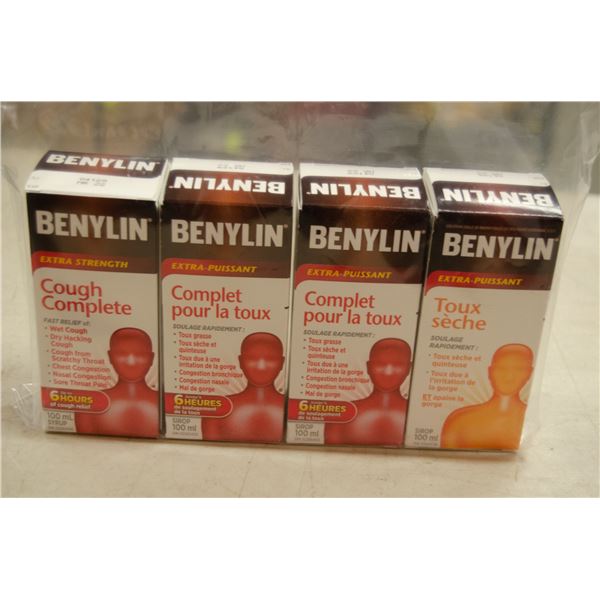 BENYLIN
BENYLIN
EXTRA STRENGTH
Cough
Complete
FAST RELIEF of:
• Wet Cough
• Dry Hacking
Cough
• Cough from
Scratchy Throat
• Chest Congestion
• Nasal Congestion
• Sore Throat Pain
6 HOURS
of cough relief
100 mL
SYRUP
BENYLIN
BENYLIN
EXTRA-PUISSANT
Complet
pour la toux
SOULAGE RAPIDEMENT :
• Toux grasse
• Toux sèche et
quinteuse
• Toux due à une
irritation de la gorge
• Congestion bronchique
• Congestion nasale
• Mal de gorge
6 HEURES
de soulagement
de la toux
SIROP
100 ml
BENYLIN
BENYLIN
EXTRA-PUISSANT
Complet
pour la toux
SOULAGE RAPIDEMENT :
• Toux grasse
• Toux sèche et
quinteuse
• Toux due à une
irritation de la gorge
• Congestion bronchique
• Congestion nasale
• Mal de gorge
6 HEURES
de soulagement
de la toux
SIROP
100 ml
BENYLIN
BENYLIN
EXTRA-PUISSANT
Toux
sèche
SOULAGE
RAPIDEMENT :
• Toux sèche et
quinteuse
• Toux due à
l'irritation de
la gorge
ET apaise la
gorge
SIROP
100 ml